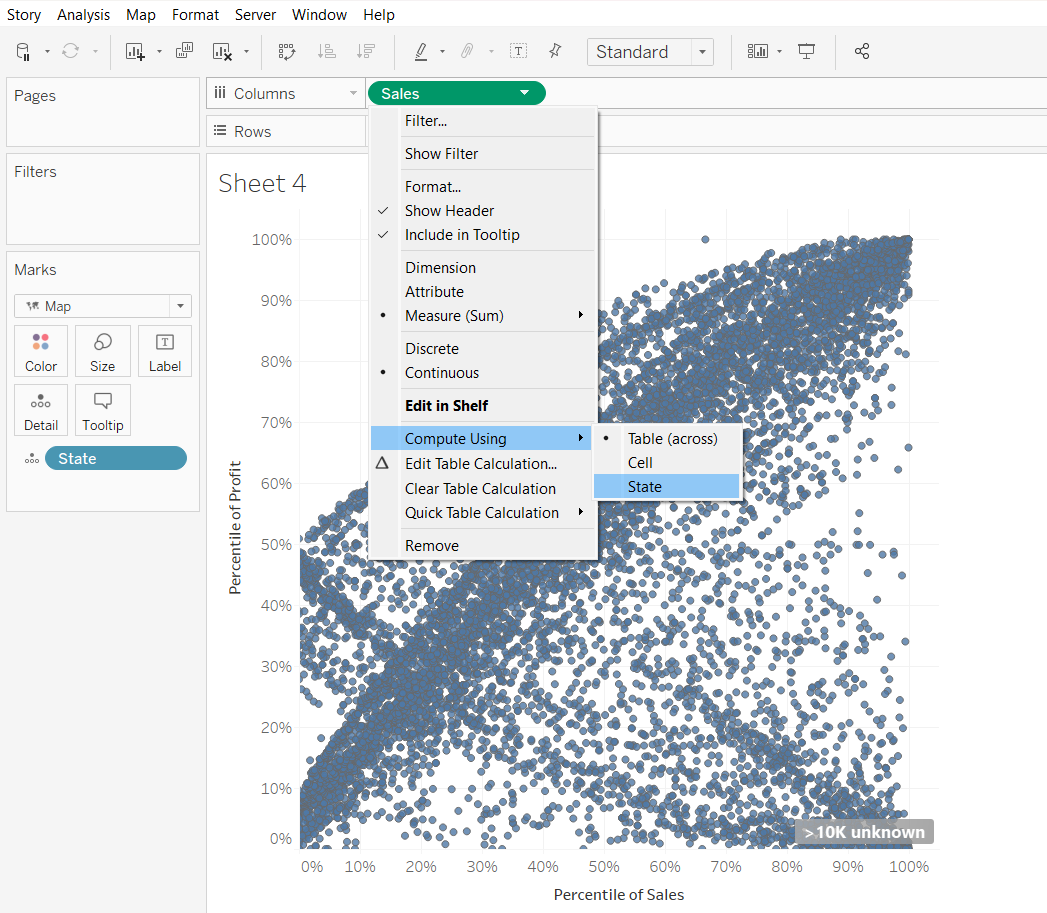 Story Analysis Map Format Server Window Help
T Standard
Pages
Columns Sales
Rows
Filters
Marks
Map
Color Size T Label
Detail Tooltip
State
Filter...
Show Filter
Format...
Show Header
Include in Tooltip
Dimension
Attribute
Measure (Sum)
Discrete
Continuous
Edit in Shelf
Compute Using
Edit Table Calculation...
Clear Table Calculation
Quick Table Calculation
Remove
Table (across)
Cell
State
Sheet 4
Percentile of Profit
100%
90%
80%
70%
60%
50%
40%
30%
20%
10%
0%
>10K unknown
0% 10% 20% 30% 40% 50% 60% 70% 80% 90% 100%
Percentile of Sales